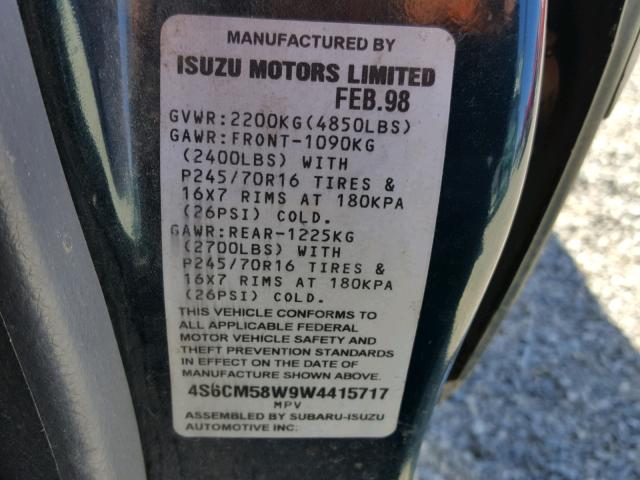 MANUFACTURED BY
ISUZU MOTORS LIMITED
FEB.98
GVWR:2200KG(4850LBS)
GAWR:FRONT-1090KG
(2400LBS) WITH
P245/70R16 TIRES &
16X7 RIMS AT 180KPA
(26PSI) COLD.
GAWR:REAR-1225KG
(2700LBS) WITH
P245/70R16 TIRES &
16X7 RIMS AT 180KPA
(26PSI) COLD.
THIS VEHICLE CONFORMS TO
ALL APPLICABLE FEDERAL
MOTOR VEHICLE SAFETY AND
THEFT PREVENTION STANDARDS
IN EFFECT ON THE DATE OF
MANUFACTURE SHOWN ABOVE.
4S6CM58W9W4415717
MPV
ASSEMBLED BY SUBARU-ISUZU
AUTOMOTIVE INC.